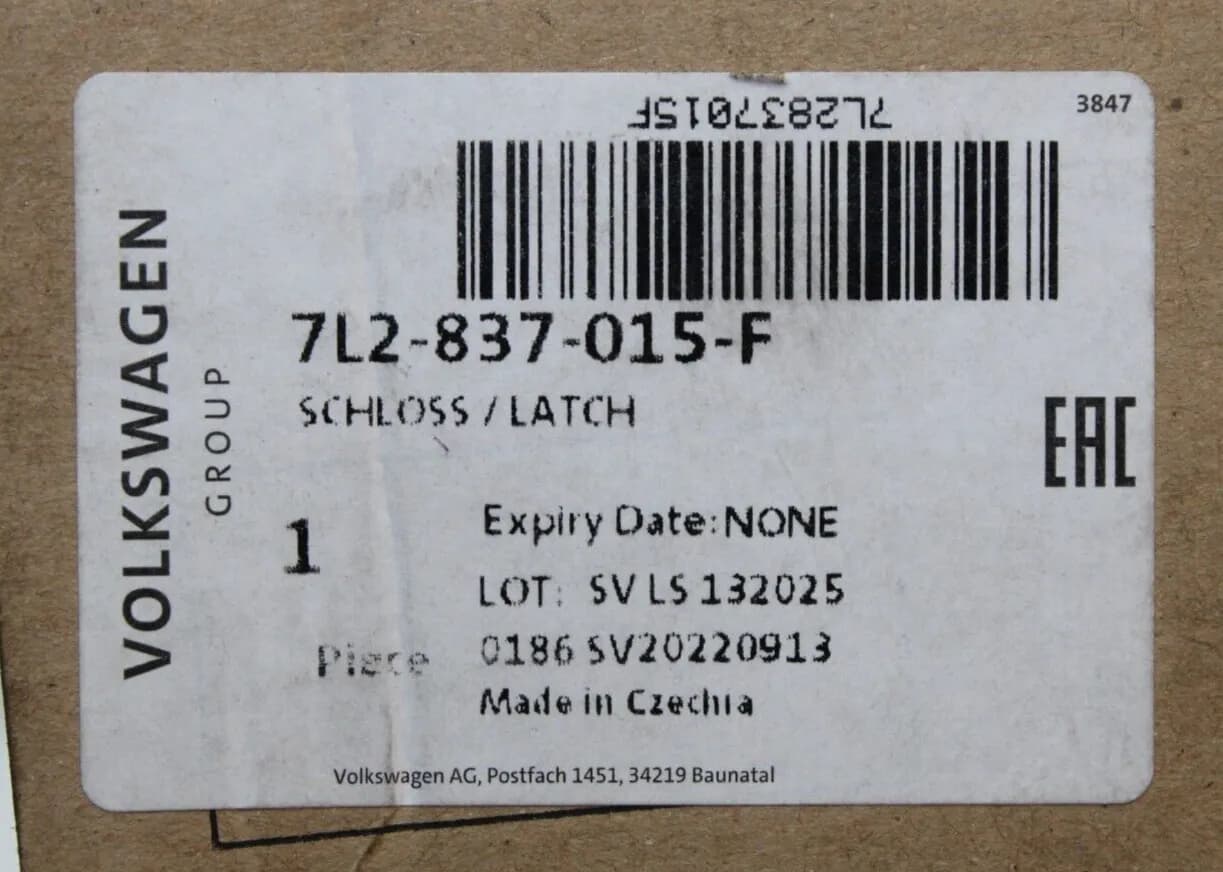 7L2837015F
3847
VOLKSWAGEN
GROUP
7L2-837-015-F
SCHLOSS / LATCH
EAC
1
Piece
Expiry Date: NONE
LOT: SV LS 132025
0186 SV20220913
Made in Czechia
Volkswagen AG, Postfach 1451, 34219 Baunatal